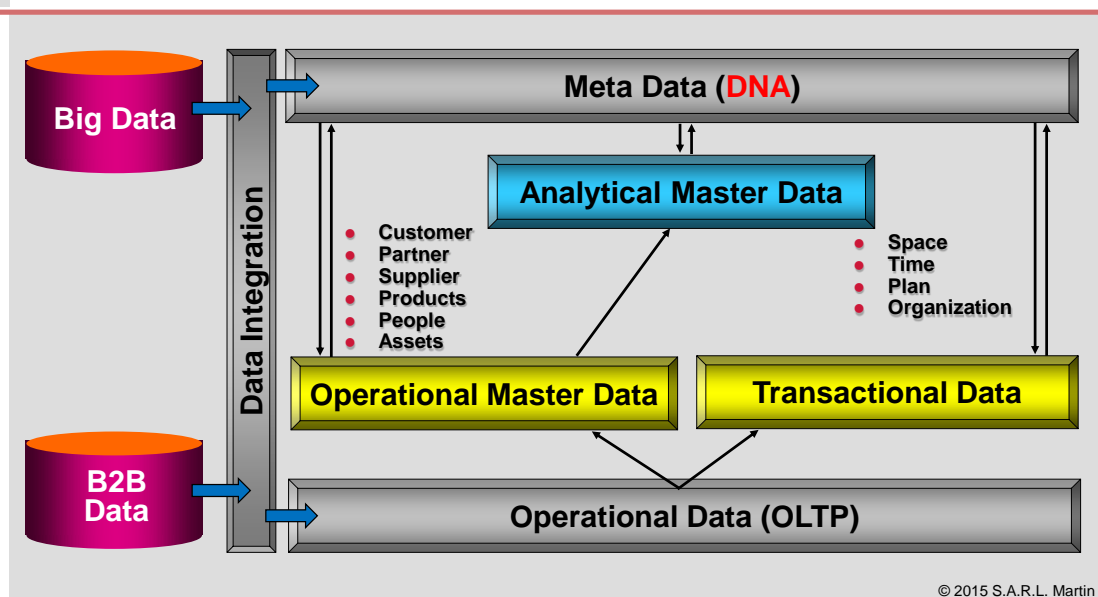 Big Data
Meta Data (DNA)
Analytical Master Data
Data Integration
Customer
Partner
Supplier
Products
People
Assets
Space
Time
Plan
Organization
Operational Master Data
Transactional Data
B2B
Data
Operational Data (OLTP)
© 2015 S.A.R.L. Martin